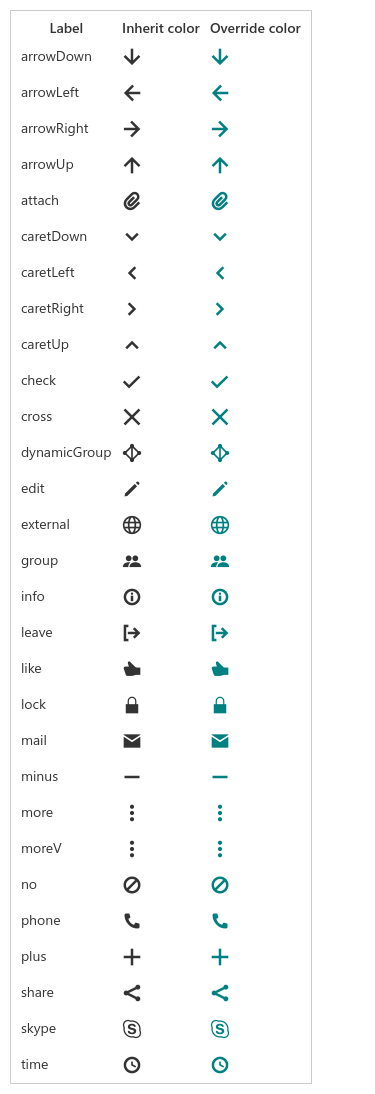 Label Inherit color Override color
arrowDown
arrowLeft
arrowRight
arrowUp
attach
caretDown
caretLeft
caretRight
caretUp
check
cross
dynamicGroup
edit
external
group
info
leave
like
lock
mail
minus
more
moreV
no
phone
plus
share
skype
time